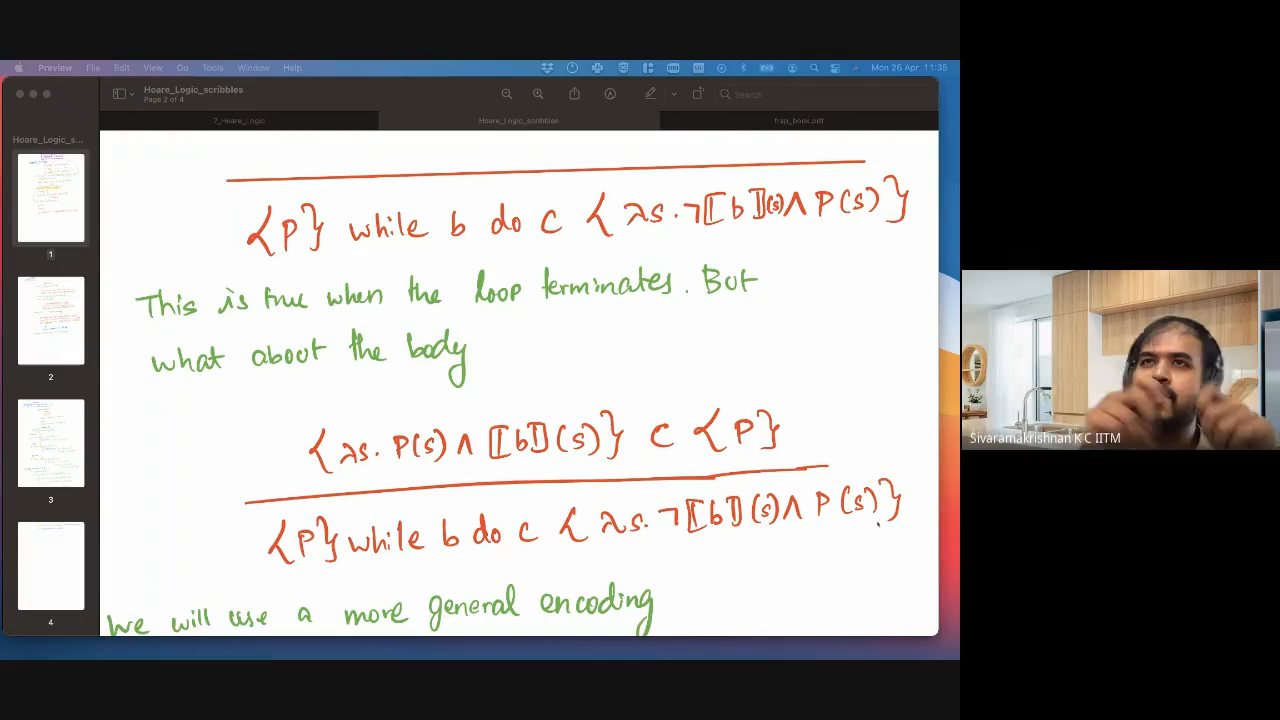 Preview File Edit View Go Tools Window Help Mon 26 Apr 11:35
Hoare_Logic_scribbles
Page 2 of 4
Search
7_Hoare_Logic Hoare_Logic_scribbles frap_book.pdf
Hoare_Logic_s...
1
2
3
4
{P} while b do c {λs.¬⟦b⟧(s)∧P(s)}
This is true when the loop terminates. But
what about the body
{λs. P(s) ∧ ⟦b⟧(s)} c {P}
{P} while b do c {λs.¬⟦b⟧(s)∧P(s)}
We will use a more general encoding
Sivaramakrishnan K C IITM